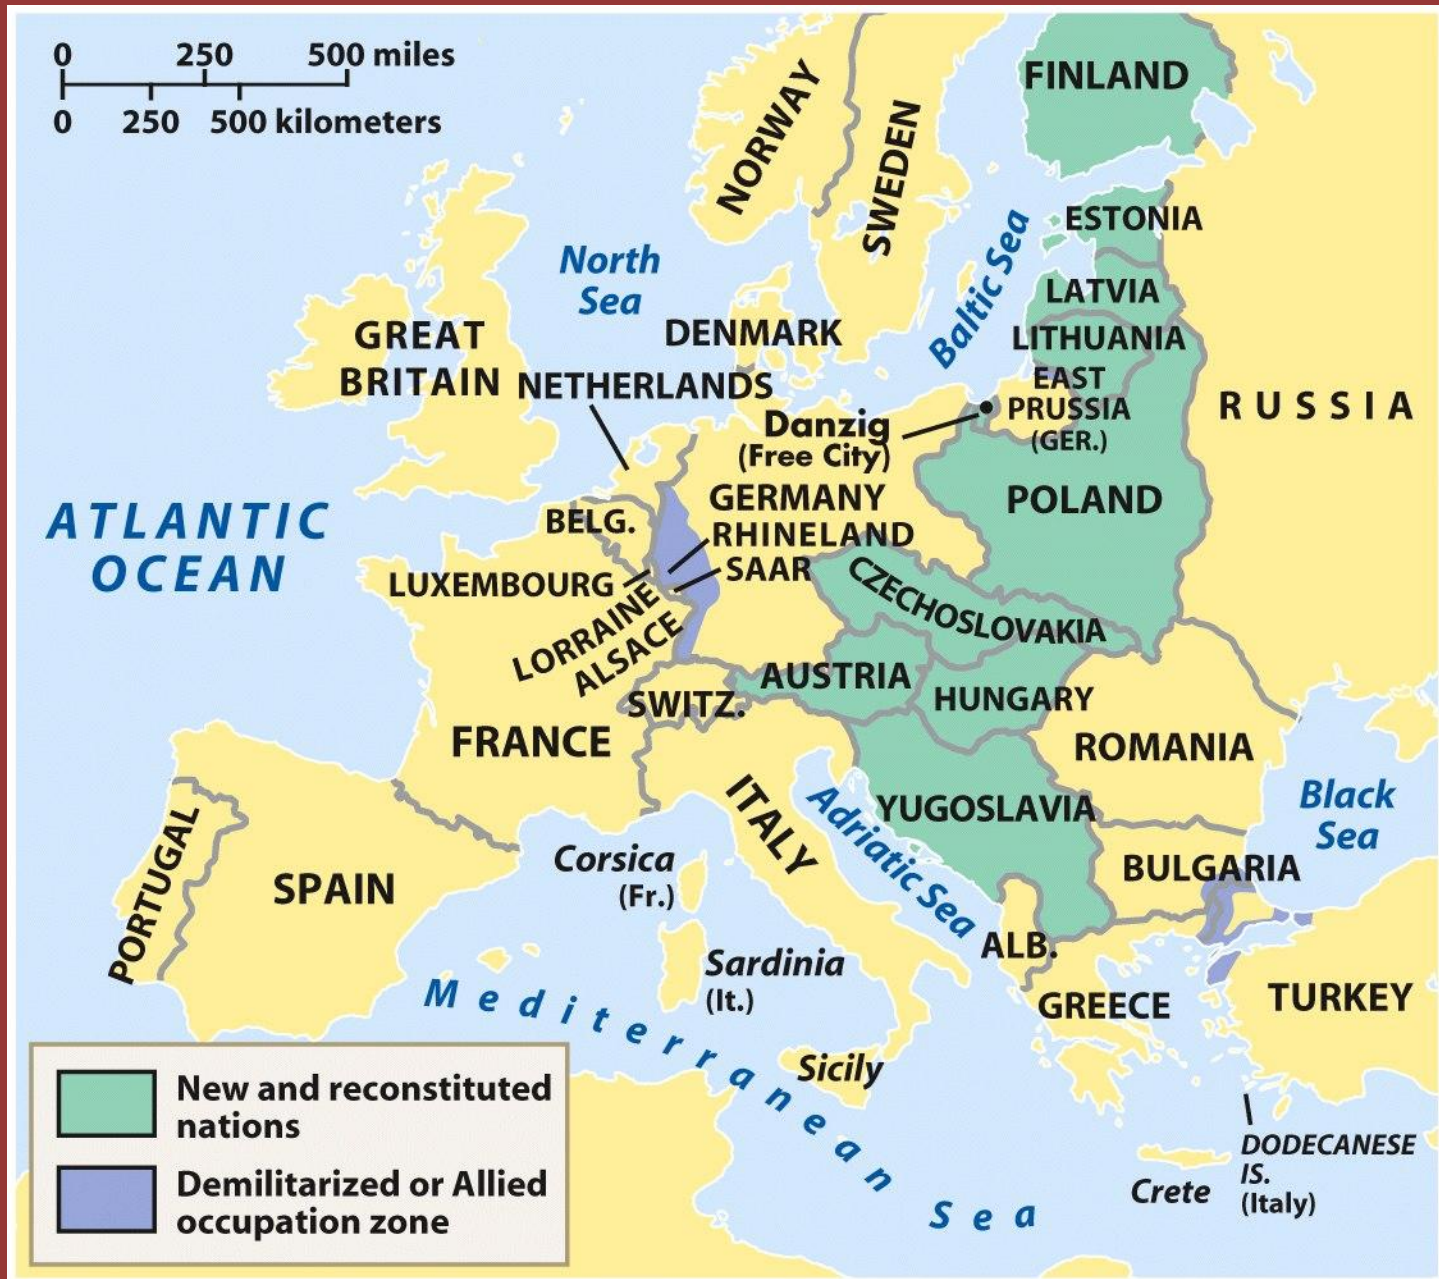 0 250 500 miles
0 250 500 kilometers
FINLAND
NORWAY
SWEDEN
ESTONIA
North
Sea
Baltic Sea
LATVIA
GREAT
BRITAIN
DENMARK
LITHUANIA
NETHERLANDS
EAST
PRUSSIA
(GER.)
RUSSIA
Danzig
(Free City)
ATLANTIC
OCEAN
GERMANY
POLAND
BELG.
RHINELAND
SAAR
LUXEMBOURG
LORRAINE
ALSACE
CZECHOSLOVAKIA
AUSTRIA
SWITZ.
HUNGARY
FRANCE
ROMANIA
ITALY
Adriatic Sea
YUGOSLAVIA
Black
Sea
PORTUGAL
SPAIN
Corsica
(Fr.)
BULGARIA
ALB.
Sardinia
(It.)
GREECE
TURKEY
Mediterranean Sea
Sicily
DODECANESE
IS.
(Italy)
Crete
New and reconstituted
nations
Demilitarized or Allied
occupation zone